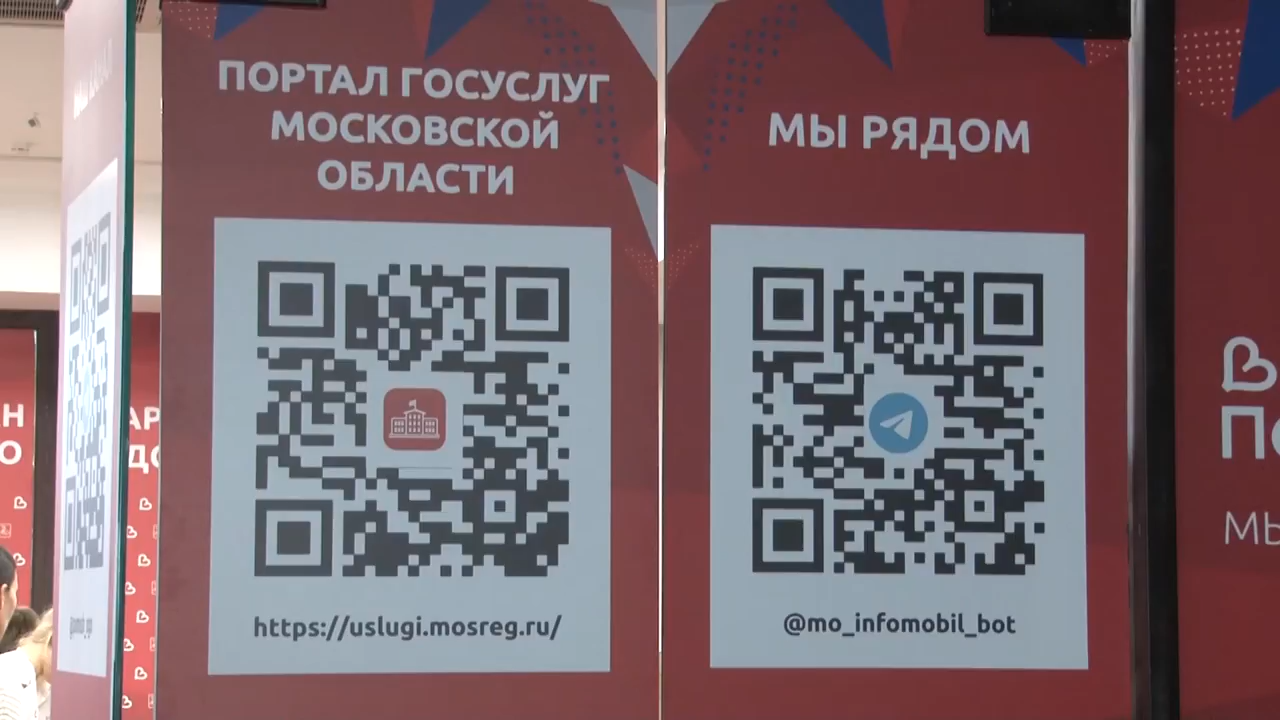 ПОРТАЛ ГОСУСЛУГ
МОСКОВСКОЙ
ОБЛАСТИ
https://uslugi.mosreg.ru/
МЫ РЯДОМ
@mo_infomobil_bot